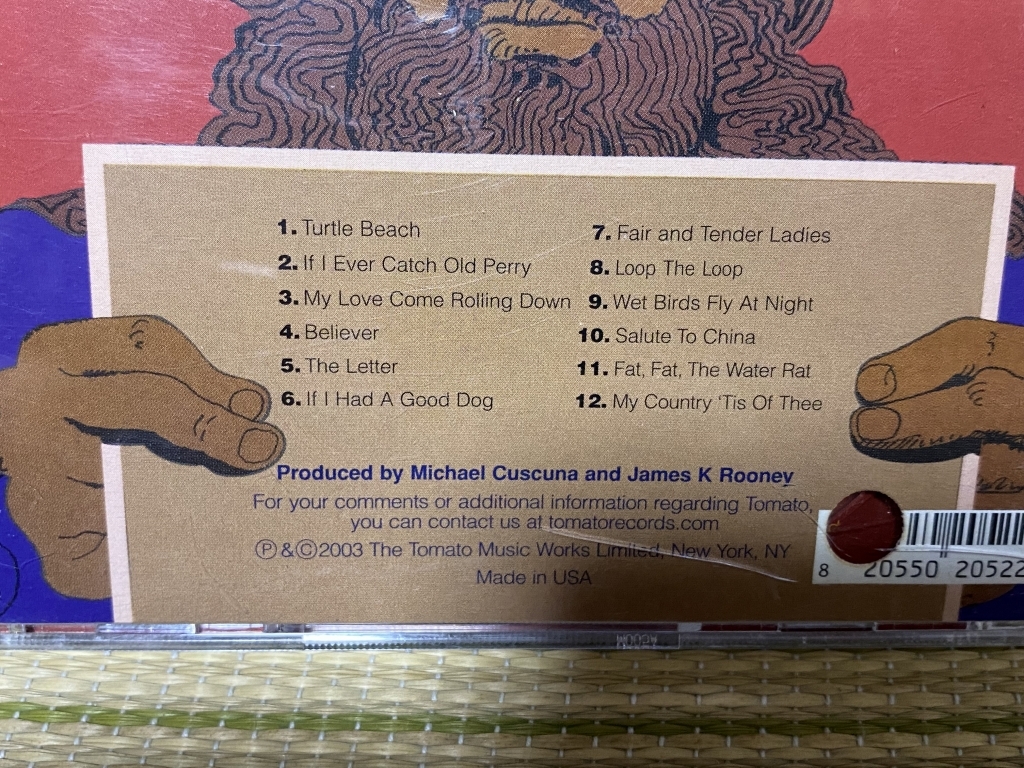 1. Turtle Beach
2. If I Ever Catch Old Perry
3. My Love Come Rolling Down
4. Believer
5. The Letter
6. If I Had A Good Dog
7. Fair and Tender Ladies
8. Loop The Loop
9. Wet Birds Fly At Night
10. Salute To China
11. Fat, Fat, The Water Rat
12. My Country 'Tis Of Thee
Produced by Michael Cuscuna and James K Rooney
For your comments or additional information regarding Tomato,
you can contact us at tomatorecords.com
Ⓟ&©2003 The Tomato Music Works Limited, New York, NY
Made in USA
8 20550 20522